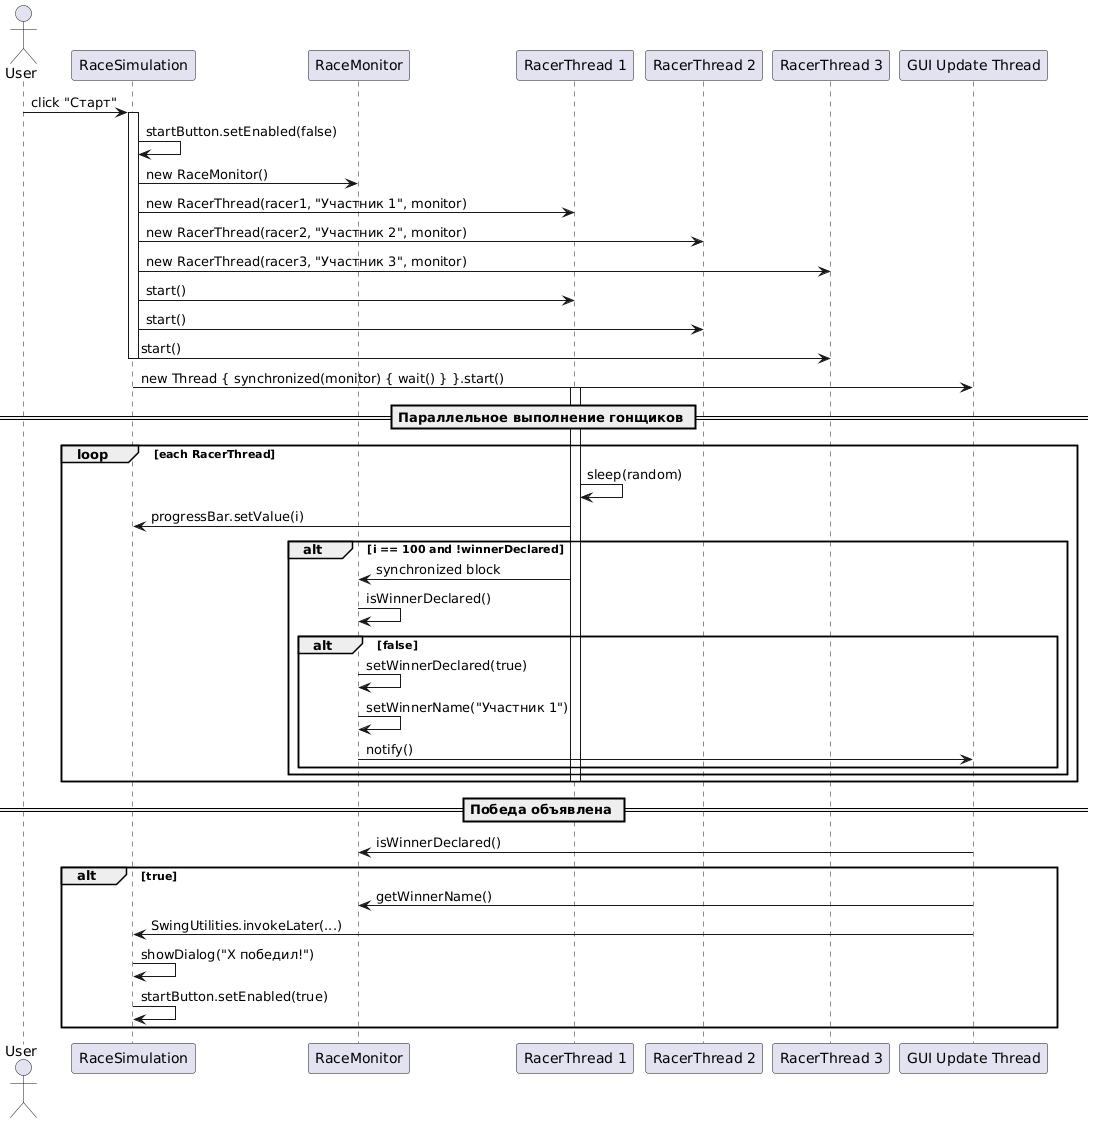 User
RaceSimulation
RaceMonitor
RacerThread 1
RacerThread 2
RacerThread 3
GUI Update Thread
click "Старт"
startButton.setEnabled(false)
new RaceMonitor()
new RacerThread(racer1, "Участник 1", monitor)
new RacerThread(racer2, "Участник 2", monitor)
new RacerThread(racer3, "Участник 3", monitor)
start()
start()
start()
new Thread { synchronized(monitor) { wait() } }.start()
Параллельное выполнение гонщиков
loop [each RacerThread]
sleep(random)
progressBar.setValue(i)
alt [i == 100 and !winnerDeclared]
synchronized block
isWinnerDeclared()
alt [false]
setWinnerDeclared(true)
setWinnerName("Участник 1")
notify()
Победа объявлена
isWinnerDeclared()
alt [true]
getWinnerName()
SwingUtilities.invokeLater(...)
showDialog("X победил!")
startButton.setEnabled(true)
User
RaceSimulation
RaceMonitor
RacerThread 1
RacerThread 2
RacerThread 3
GUI Update Thread